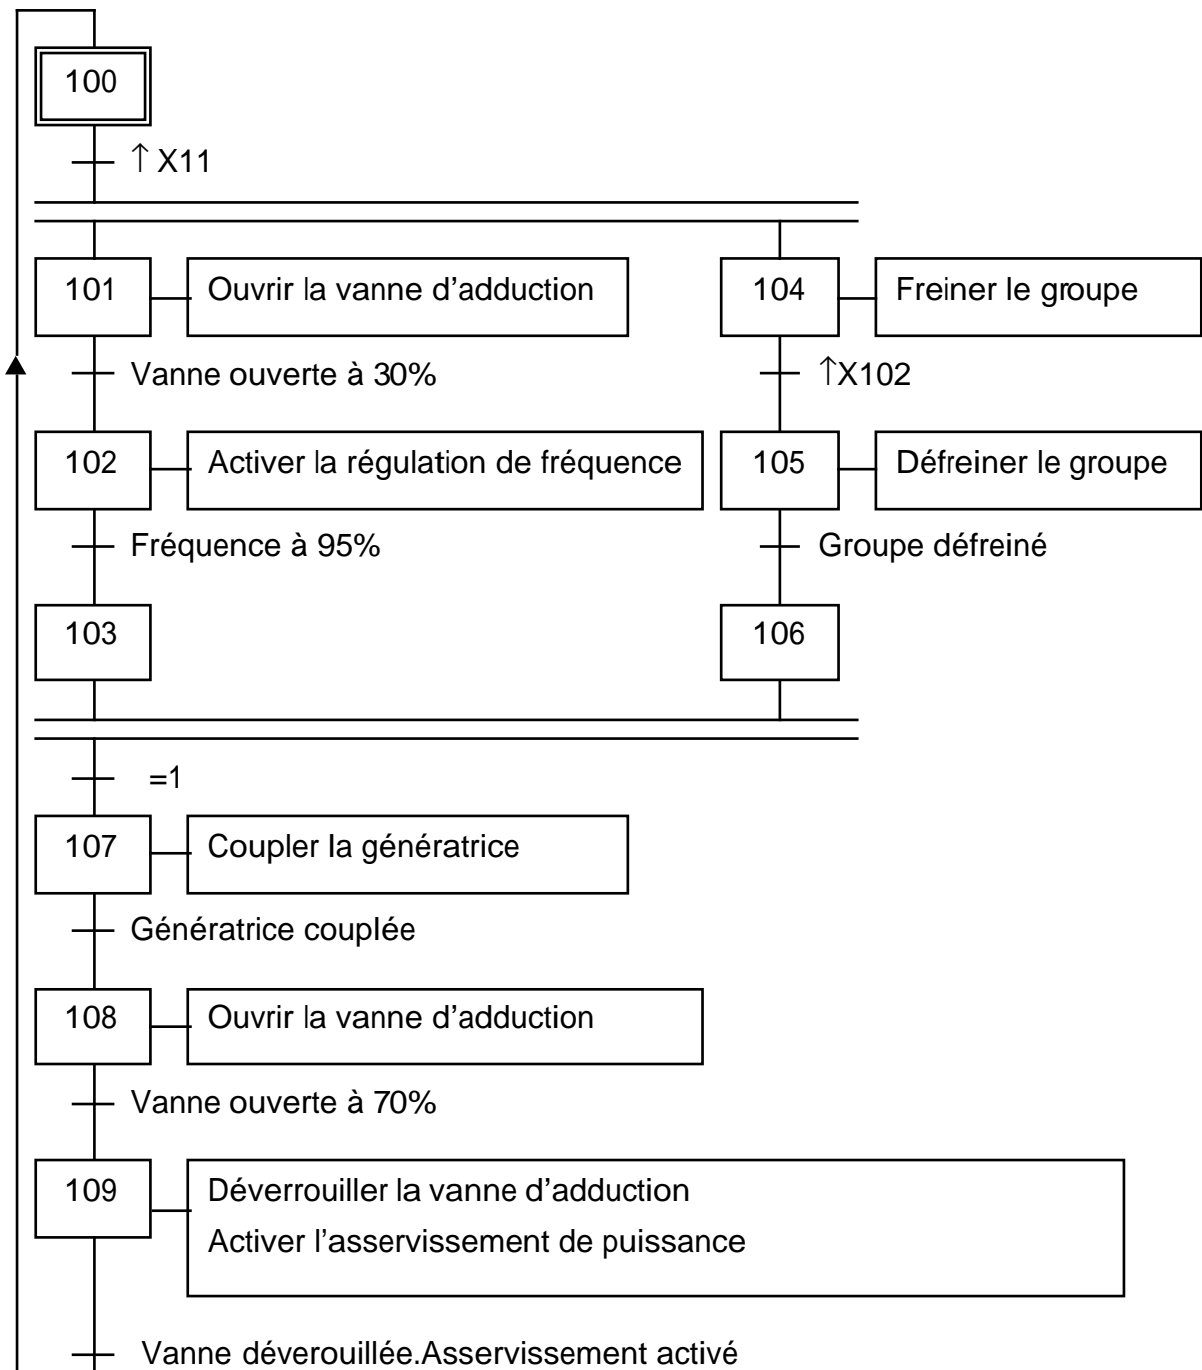 100
↑ X11
101 Ouvrir la vanne d’adduction 104 Freiner le groupe
Vanne ouverte à 30% ↑X102
102 Activer la régulation de fréquence 105 Défreiner le groupe
Fréquence à 95% Groupe défreiné
103 106
=1
107 Coupler la génératrice
Génératrice couplée
108 Ouvrir la vanne d’adduction
Vanne ouverte à 70%
109 Déverrouiller la vanne d’adduction
Activer l’asservissement de puissance
Vanne déverouillée.Asservissement activé